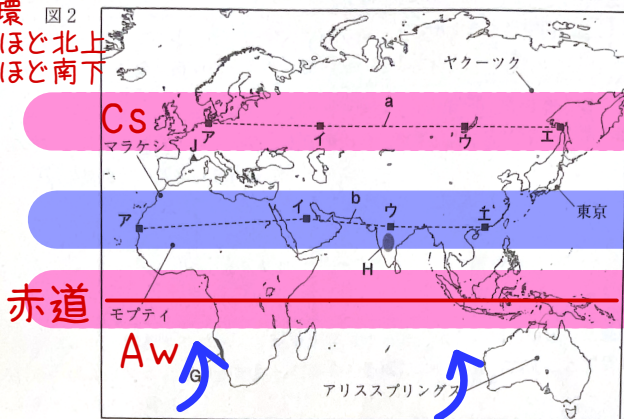 環 図2
ほど北上
ほど南下
ヤクーツク
a
Cs
ア イ ウ エ
マラケシ
J
b
ア イ ウ エ
東京
H
赤道
モプティ
Aw
G
アリススプリングス